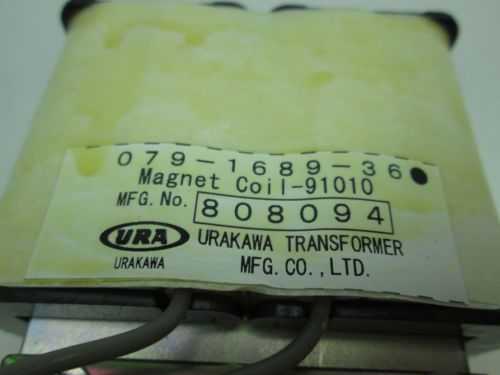 079-1689-36
Magnet Coil-91010
MFG.No. 808094
URA URAKAWA TRANSFORMER
URAKAWA MFG.CO.,LTD.